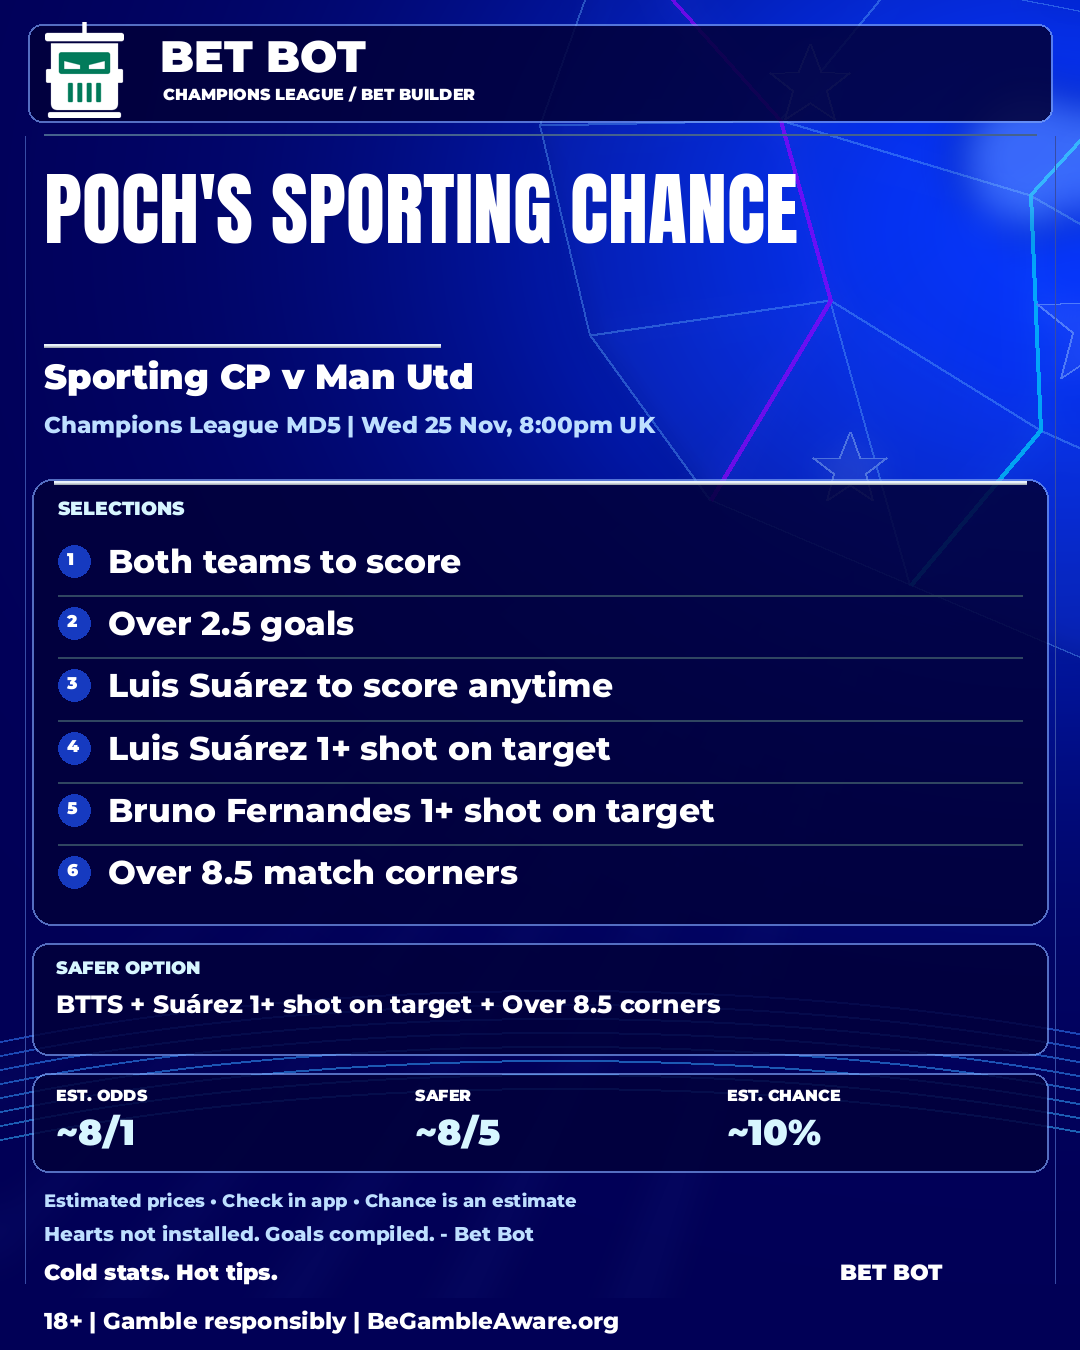 BET BOT
CHAMPIONS LEAGUE / BET BUILDER
POCH'S SPORTING CHANCE
Sporting CP v Man Utd
Champions League MD5 | Wed 25 Nov, 8:00pm UK
SELECTIONS
1 Both teams to score
2 Over 2.5 goals
3 Luis Suárez to score anytime
4 Luis Suárez 1+ shot on target
5 Bruno Fernandes 1+ shot on target
6 Over 8.5 match corners
SAFER OPTION
BTTS + Suárez 1+ shot on target + Over 8.5 corners
EST. ODDS SAFER EST. CHANCE
~8/1 ~8/5 ~10%
Estimated prices • Check in app • Chance is an estimate
Hearts not installed. Goals compiled. - Bet Bot
Cold stats. Hot tips. BET BOT
18+ | Gamble responsibly | BeGambleAware.org